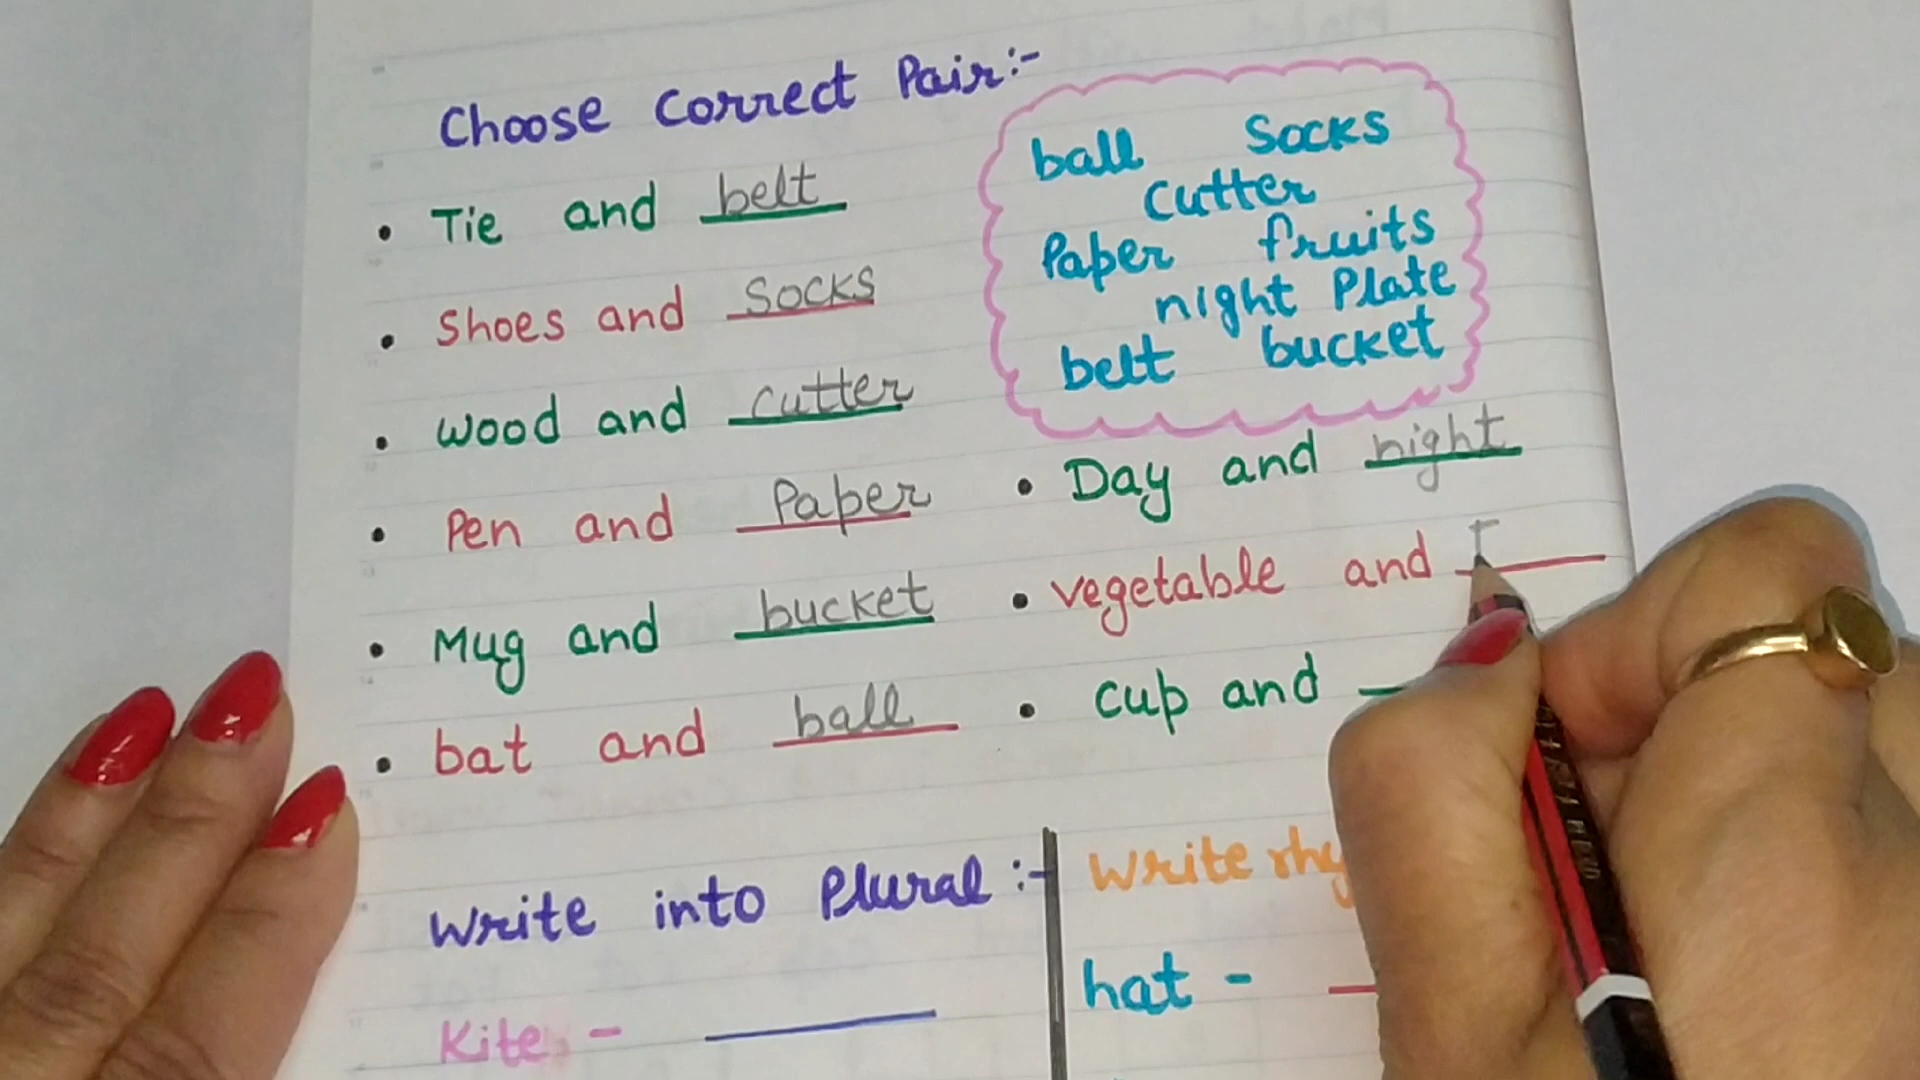 Choose Correct Pair:-
ball Socks
Cutter
Paper fruits
night Plate
belt bucket
• Tie and belt
• Shoes and Socks
• Wood and cutter
• Pen and Paper
• Mug and bucket
• bat and ball
• Day and night
• vegetable and
• Cup and
Write into Plural :-
Kite -
Write rhy
hat -